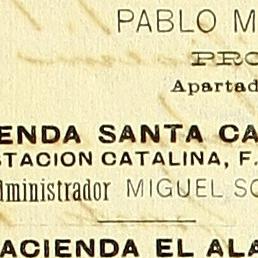 PABLO M
PRO
Apartad
ENDA SANTA CA
STACION CATALINA, F.
dministrador MIGUEL SO
ACIENDA EL ALA